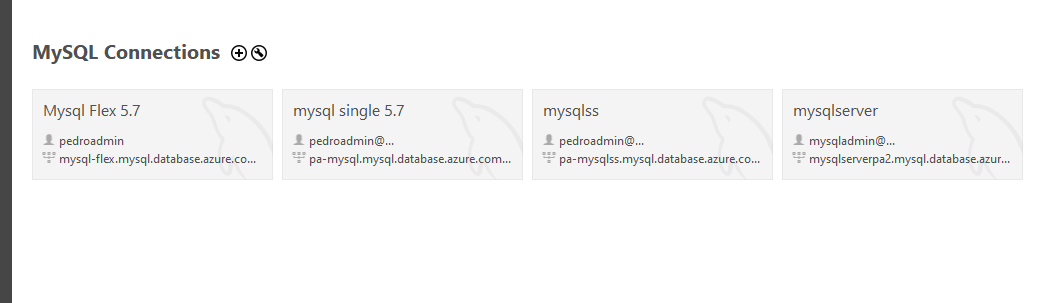 MySQL Connections
Mysql Flex 5.7
pedroadmin
mysql-flex.mysql.database.azure.co...
mysql single 5.7
pedroadmin@...
pa-mysql.mysql.database.azure.com...
mysqlss
pedroadmin@...
pa-mysqlss.mysql.database.azure.co...
mysqlserver
mysqladmin@...
mysqlserverpa2.mysql.database.azur...